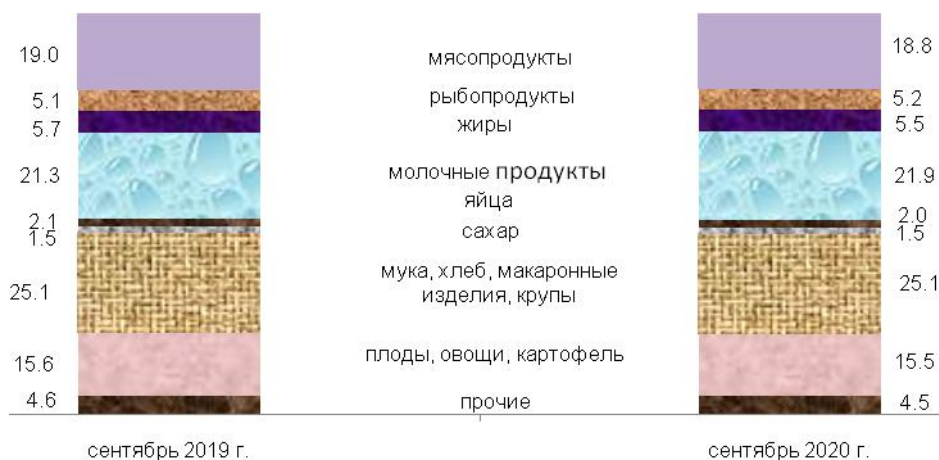 19.0 мясопродукты 18.8
5.1 рыбопродукты 5.2
5.7 жиры 5.5
21.3 молочные продукты 21.9
2.1 яйца 2.0
1.5 сахар 1.5
25.1 мука, хлеб, макаронные 25.1
изделия, крупы
15.6 плоды, овощи, картофель 15.5
4.6 прочие 4.5
сентябрь 2019 г. сентябрь 2020 г.